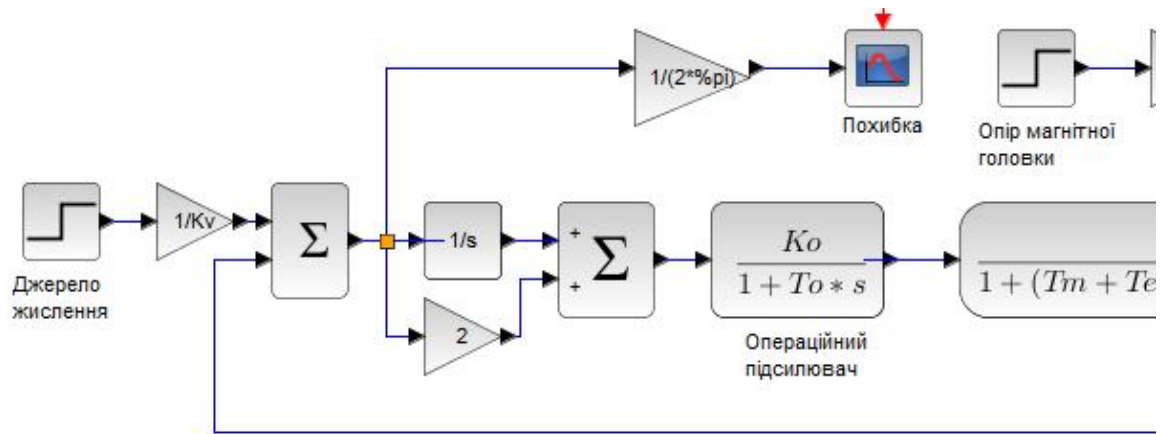 1/(2*%pi)
Похибка
Опір магнітної
головки
1/Kv
Σ
Джерело
жислення
1/s
2
+
+
Σ
Ko
1 + To * s
Операційний
підсилювач
1 + (Tm + Te